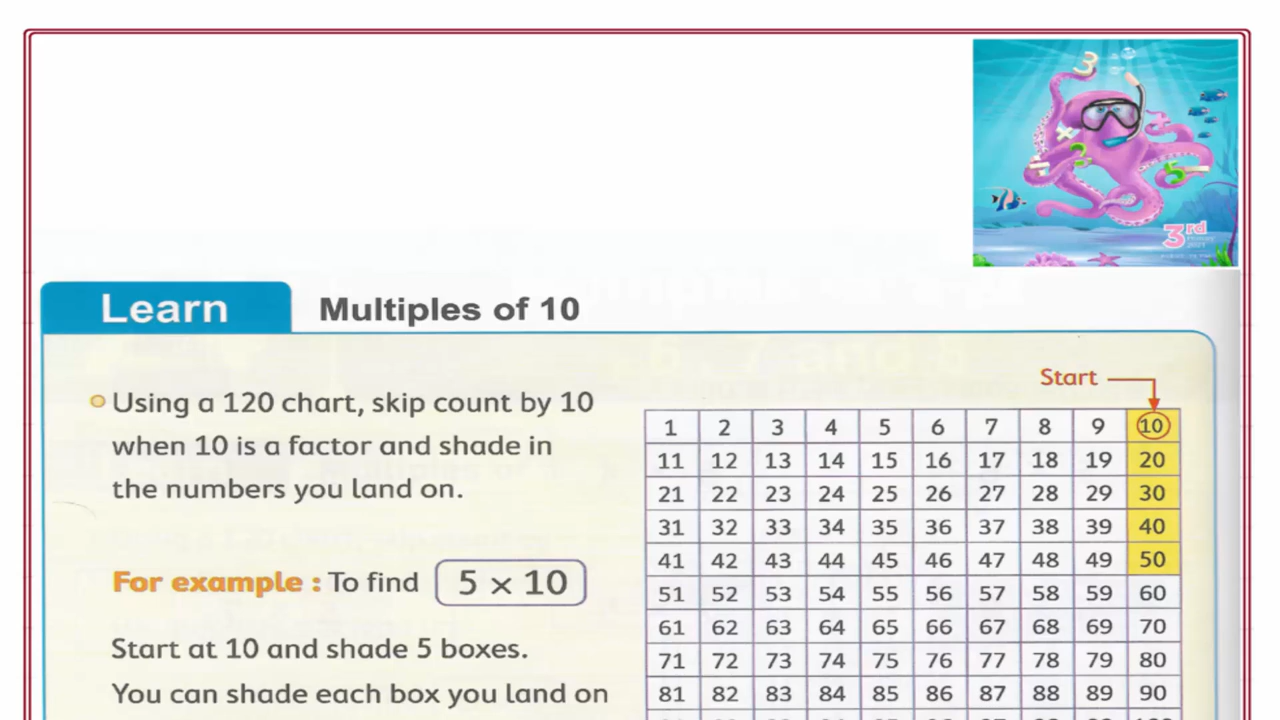 3
2
5
3rd
PRIMARY
2021
Learn
Multiples of 10
Using a 120 chart, skip count by 10
when 10 is a factor and shade in
the numbers you land on.
For example : To find 5 × 10
Start at 10 and shade 5 boxes.
You can shade each box you land on
Start
1 2 3 4 5 6 7 8 9 10
11 12 13 14 15 16 17 18 19 20
21 22 23 24 25 26 27 28 29 30
31 32 33 34 35 36 37 38 39 40
41 42 43 44 45 46 47 48 49 50
51 52 53 54 55 56 57 58 59 60
61 62 63 64 65 66 67 68 69 70
71 72 73 74 75 76 77 78 79 80
81 82 83 84 85 86 87 88 89 90